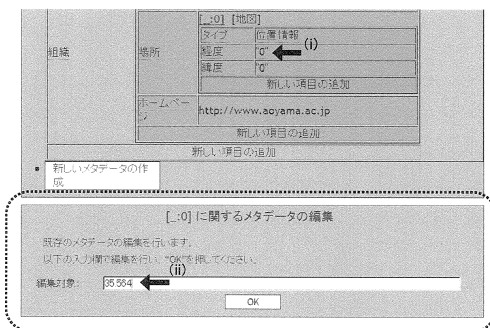 [_:0] [地図]
タイプ 位置情報
組織 場所 経度 "0" (i)
緯度 "0"
新しい項目の追加
ホームページ http://www.aoyama.ac.jp
新しい項目の追加
新しい項目の追加
新しいメタデータの作成
[_:0] に関するメタデータの編集
既存のメタデータの編集を行います。
以下の入力欄で編集を行い、"OK"を押してください。
(ii)
編集対象: 35.564
OK